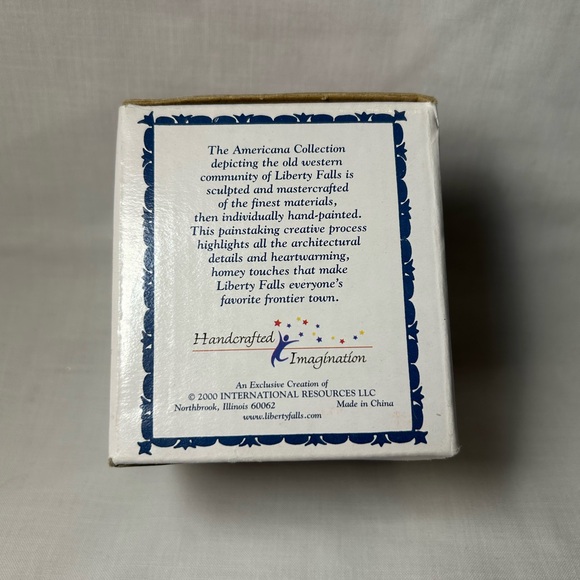 The Americana Collection
depicting the old western
community of Liberty Falls is
sculpted and mastercrafted
of the finest materials,
then individually hand-painted.
This painstaking creative process
highlights all the architectural
details and heartwarming,
homey touches that make
Liberty Falls everyone's
favorite frontier town.
Handcrafted
Imagination
An Exclusive Creation of
© 2000 INTERNATIONAL RESOURCES LLC
Northbrook, Illinois 60062 Made in China
www.libertyfalls.com